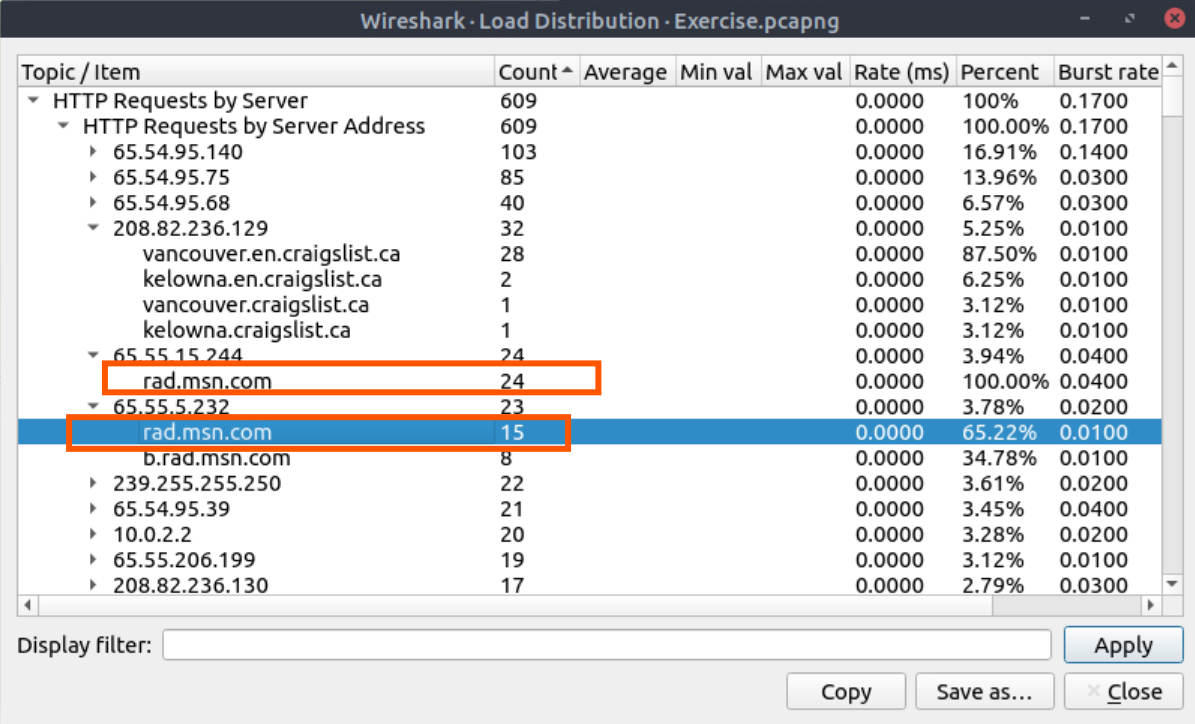 Wireshark · Load Distribution · Exercise.pcapng
Topic / Item Count Average Min val Max val Rate (ms) Percent Burst rate
HTTP Requests by Server 609 0.0000 100% 0.1700
HTTP Requests by Server Address 609 0.0000 100.00% 0.1700
65.54.95.140 103 0.0000 16.91% 0.1400
65.54.95.75 85 0.0000 13.96% 0.0300
65.54.95.68 40 0.0000 6.57% 0.0300
208.82.236.129 32 0.0000 5.25% 0.0100
vancouver.en.craigslist.ca 28 0.0000 87.50% 0.0100
kelowna.en.craigslist.ca 2 0.0000 6.25% 0.0100
vancouver.craigslist.ca 1 0.0000 3.12% 0.0100
kelowna.craigslist.ca 1 0.0000 3.12% 0.0100
65.55.15.244 24 0.0000 3.94% 0.0400
rad.msn.com 24 0.0000 100.00% 0.0400
65.55.5.232 23 0.0000 3.78% 0.0200
rad.msn.com 15 0.0000 65.22% 0.0100
b.rad.msn.com 8 0.0000 34.78% 0.0100
239.255.255.250 22 0.0000 3.61% 0.0200
65.54.95.39 21 0.0000 3.45% 0.0400
10.0.2.2 20 0.0000 3.28% 0.0200
65.55.206.199 19 0.0000 3.12% 0.0100
208.82.236.130 17 0.0000 2.79% 0.0300
Display filter: Apply
Copy Save as... Close